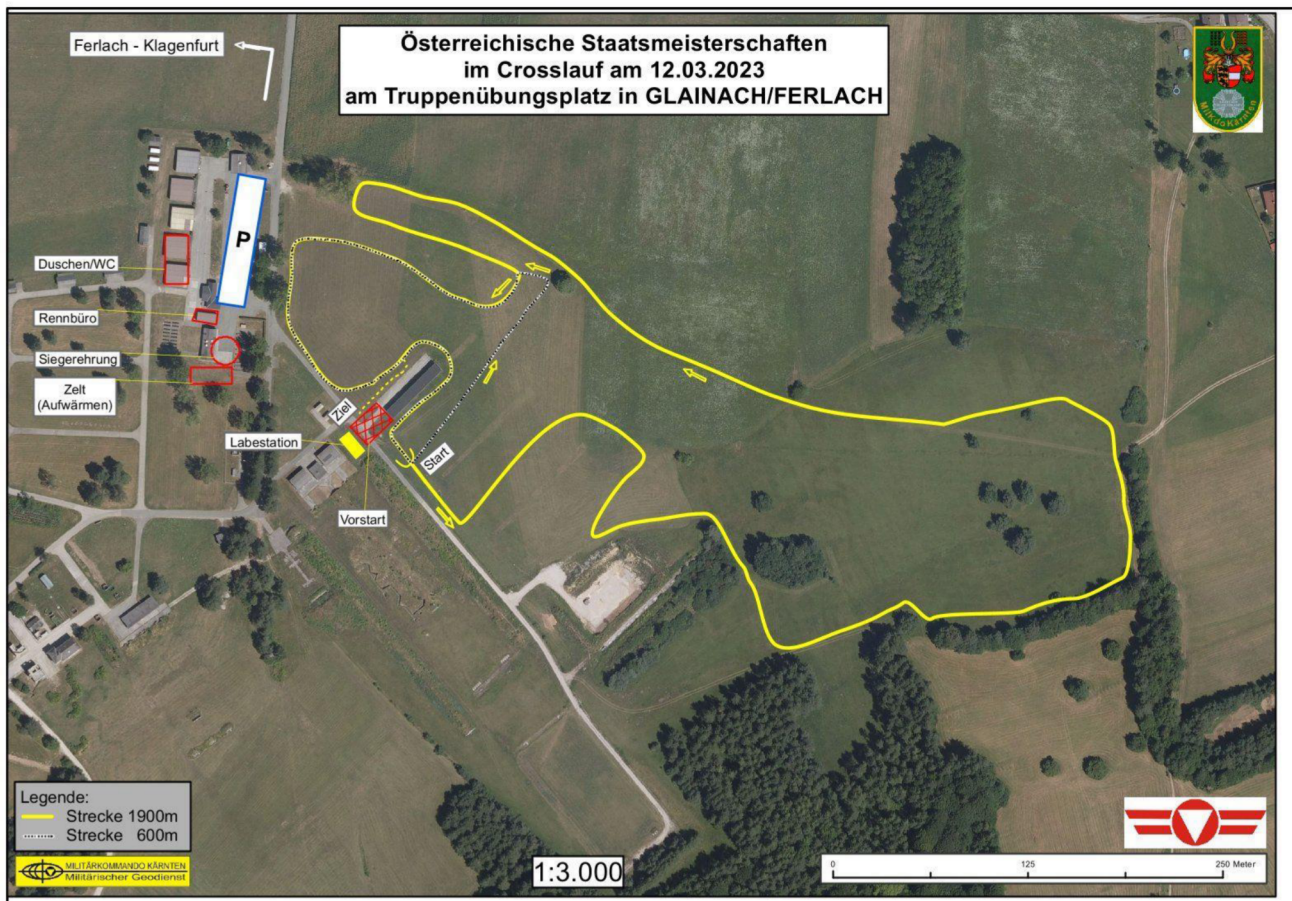 Ferlach - Klagenfurt
Österreichische Staatsmeisterschaften
im Crosslauf am 12.03.2023
am Truppenübungsplatz in GLAINACH/FERLACH
MilKdoKärnten
P
Duschen/WC
Rennbüro
Siegerehrung
Zelt
(Aufwärmen)
Ziel
Labestation
Start
Vorstart
Legende:
Strecke 1900m
Strecke 600m
MILITÄRKOMMANDO KÄRNTEN
Militärischer Geodienst
1:3.000
0 125 250 Meter